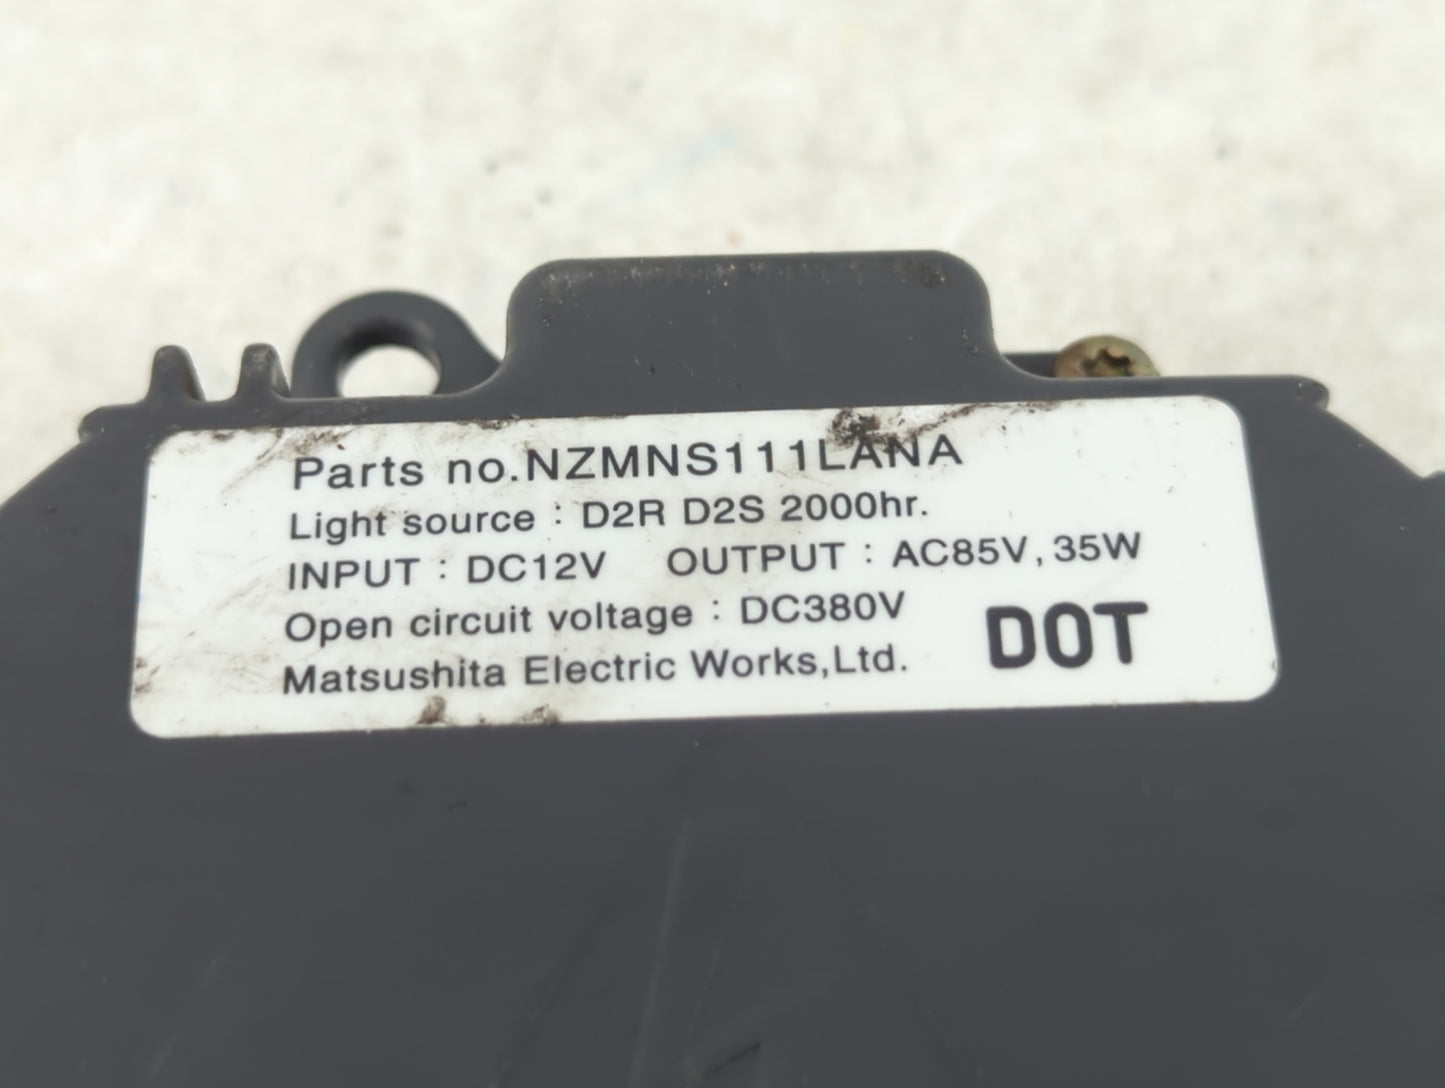 Parts no.NZMNS111LANA
Light source : D2R D2S 2000hr.
INPUT : DC12V OUTPUT : AC85V, 35W
Open circuit voltage : DC380V
Matsushita Electric Works,Ltd.
DOT